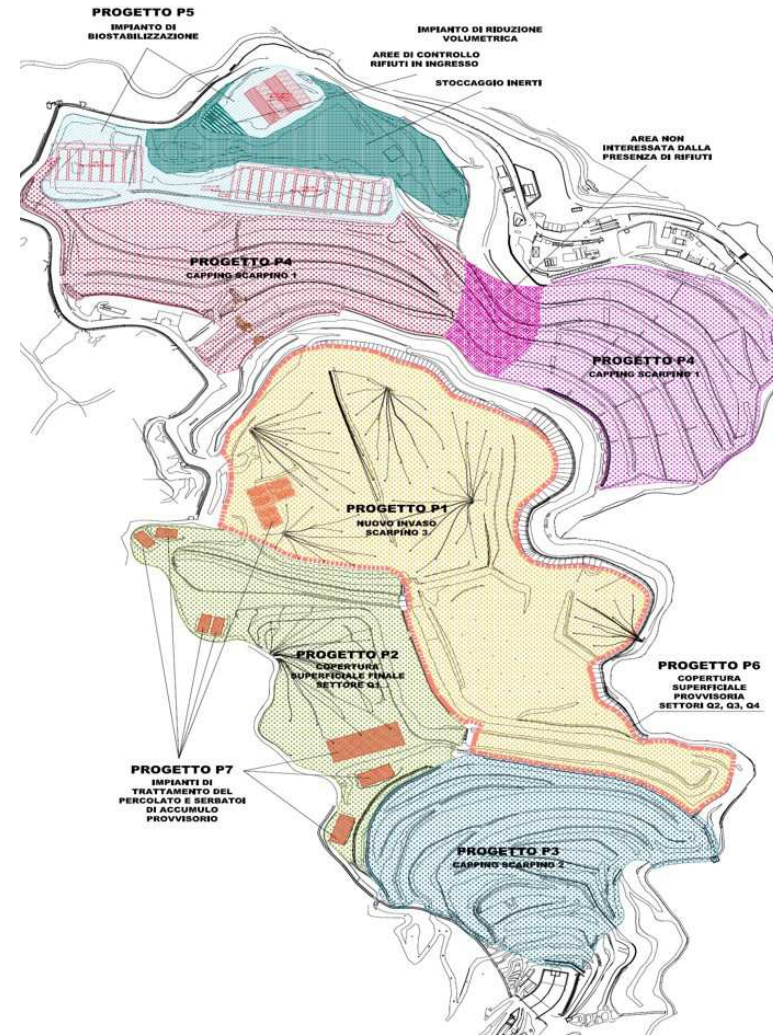 PROGETTO P5
IMPIANTO DI
BIOSTABILIZZAZIONE
IMPIANTO DI RIDUZIONE
VOLUMETRICA
AREE DI CONTROLLO
RIFIUTI IN INGRESSO
STOCCAGGIO INERTI
AREA NON
INTERESSATA DALLA
PRESENZA DI RIFIUTI
PROGETTO P4
CAPPING SCARPINO 1
PROGETTO P4
CAPPING SCARPINO 1
PROGETTO P1
NUOVO INVASO
SCARPINO 3
PROGETTO P2
COPERTURA
SUPERFICIALE FINALE
SETTORE Q1
PROGETTO P6
COPERTURA
SUPERFICIALE
PROVVISORIA
SETTORI Q2, Q3, Q4
PROGETTO P7
IMPIANTI DI
TRATTAMENTO DEL
PERCOLATO E SERBATOI
DI ACCUMULO
PROVVISORIO
PROGETTO P3
CAPPING SCARPINO 2